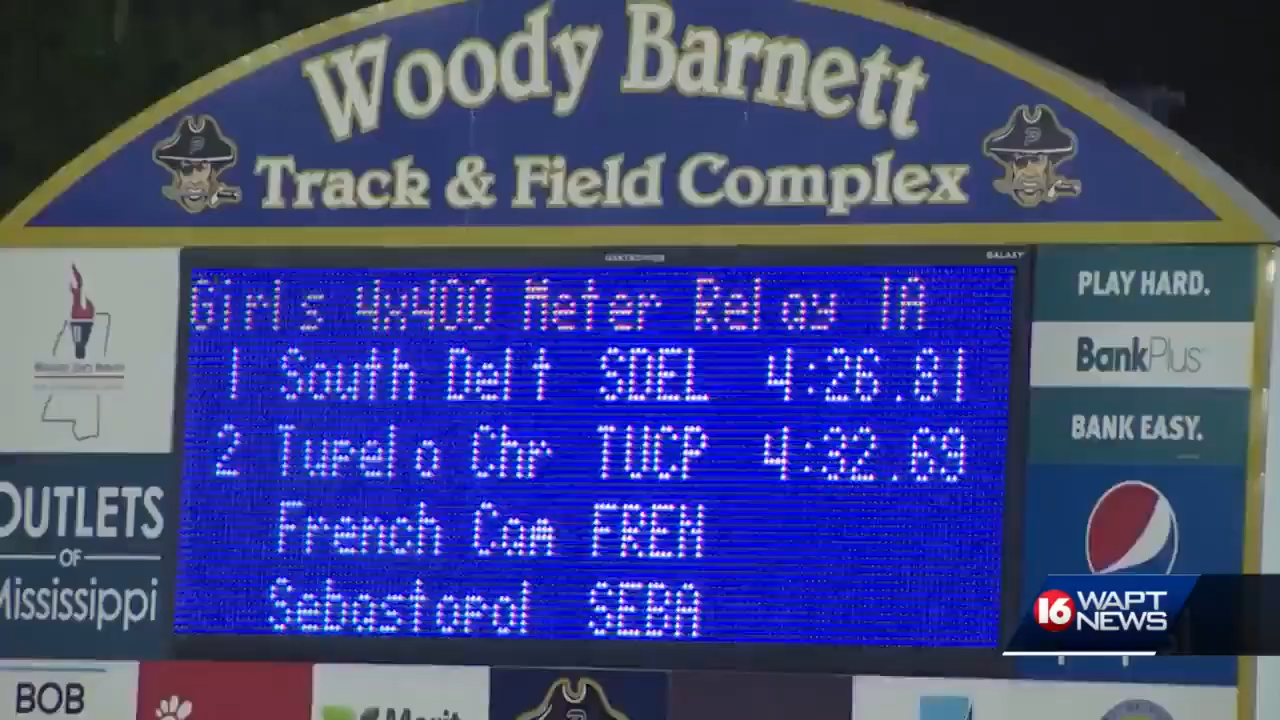 Woody Barnett
Track & Field Complex
GALAXY
Girls 4x400 Meter Relay 1A
1 South Delt SDEL 4:26.81
2 Tupelo Chr TUCP 4:32.69
French Cam FREN
Sebastopol SEBA
PLAY HARD.
BankPlus
BANK EASY.
OUTLETS
OF
Mississippi
16 WAPT
NEWS
BOB
Merit